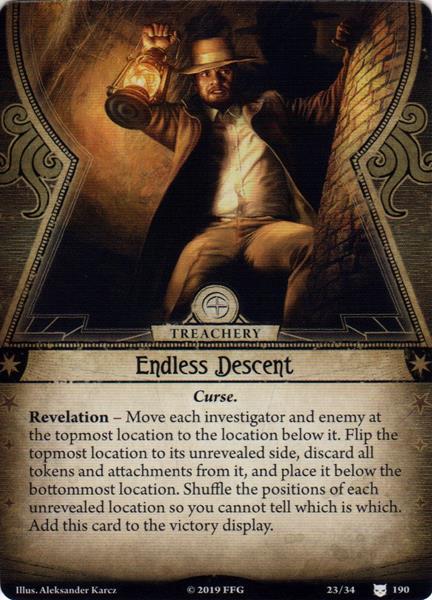 TREACHERY
Endless Descent
Curse.
Revelation – Move each investigator and enemy at
the topmost location to the location below it. Flip the
topmost location to its unrevealed side, discard all
tokens and attachments from it, and place it below the
bottommost location. Shuffle the positions of each
unrevealed location so you cannot tell which is which.
Add this card to the victory display.
Illus. Aleksander Karcz © 2019 FFG 23/34 190